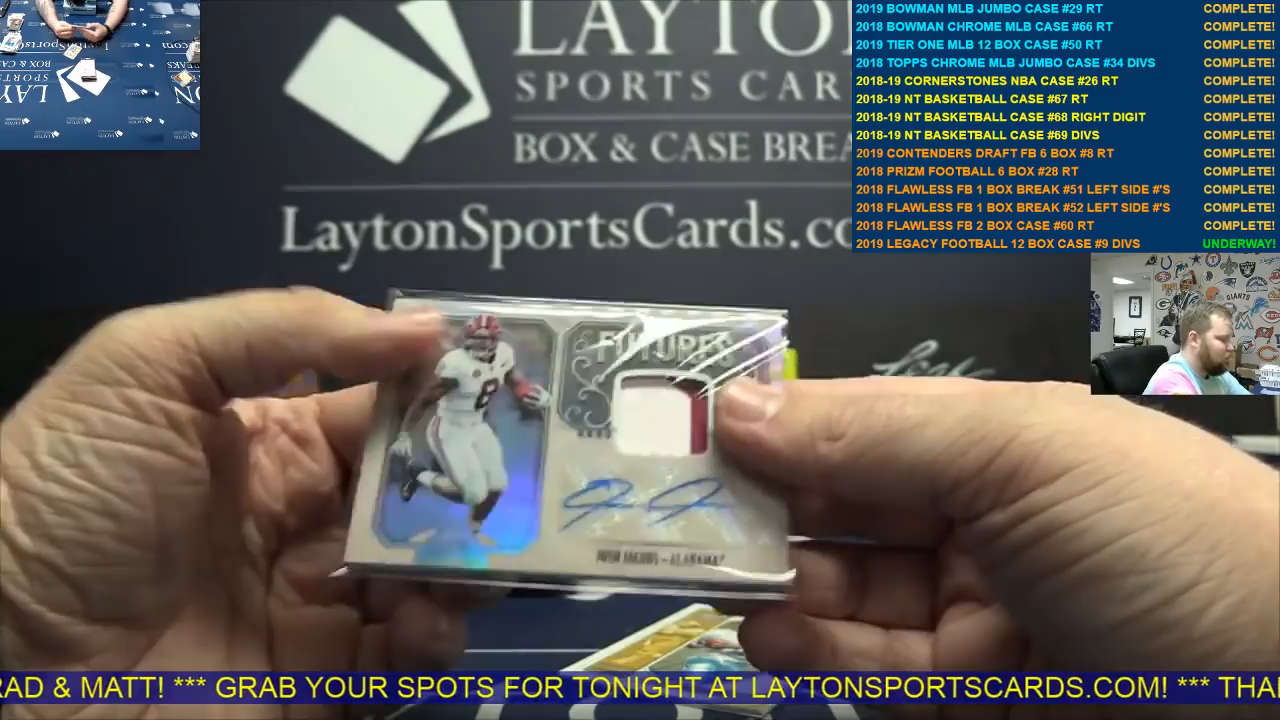 LAYTO
SPORTS CAR
BOX & CASE BREA
LaytonSportsCards.co
2019 BOWMAN MLB JUMBO CASE #29 RT COMPLETE!
2018 BOWMAN CHROME MLB CASE #66 RT COMPLETE!
2019 TIER ONE MLB 12 BOX CASE #50 RT COMPLETE!
2018 TOPPS CHROME MLB JUMBO CASE #34 DIVS COMPLETE!
2018-19 CORNERSTONES NBA CASE #26 RT COMPLETE!
2018-19 NT BASKETBALL CASE #67 RT COMPLETE!
2018-19 NT BASKETBALL CASE #68 RIGHT DIGIT COMPLETE!
2018-19 NT BASKETBALL CASE #69 DIVS COMPLETE!
2019 CONTENDERS DRAFT FB 6 BOX #8 RT COMPLETE!
2018 PRIZM FOOTBALL 6 BOX #28 RT COMPLETE!
2018 FLAWLESS FB 1 BOX BREAK #51 LEFT SIDE #'S COMPLETE!
2018 FLAWLESS FB 1 BOX BREAK #52 LEFT SIDE #'S COMPLETE!
2018 FLAWLESS FB 2 BOX CASE #60 RT COMPLETE!
2019 LEGACY FOOTBALL 12 BOX CASE #9 DIVS UNDERWAY!
GIANTS
FUTURES
8
JOSH JACOBS - ALABAMA
Leaf
RAD & MATT! *** GRAB YOUR SPOTS FOR TONIGHT AT LAYTONSPORTSCARDS.COM! *** THA